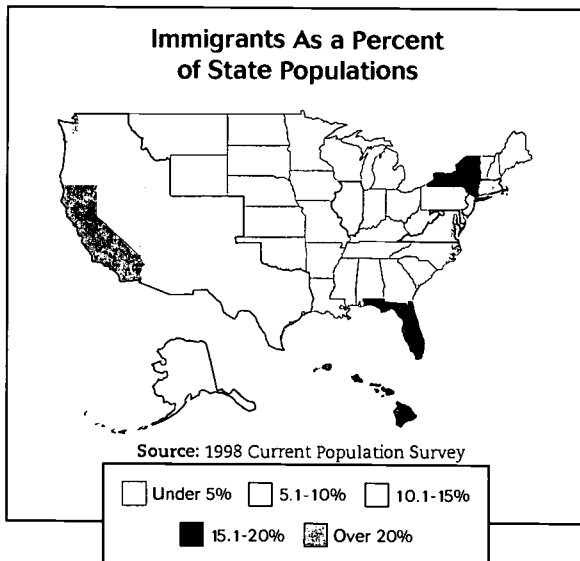 Immigrants As a Percent
of State Populations
Source: 1998 Current Population Survey
Under 5% 5.1-10% 10.1-15%
15.1-20% Over 20%